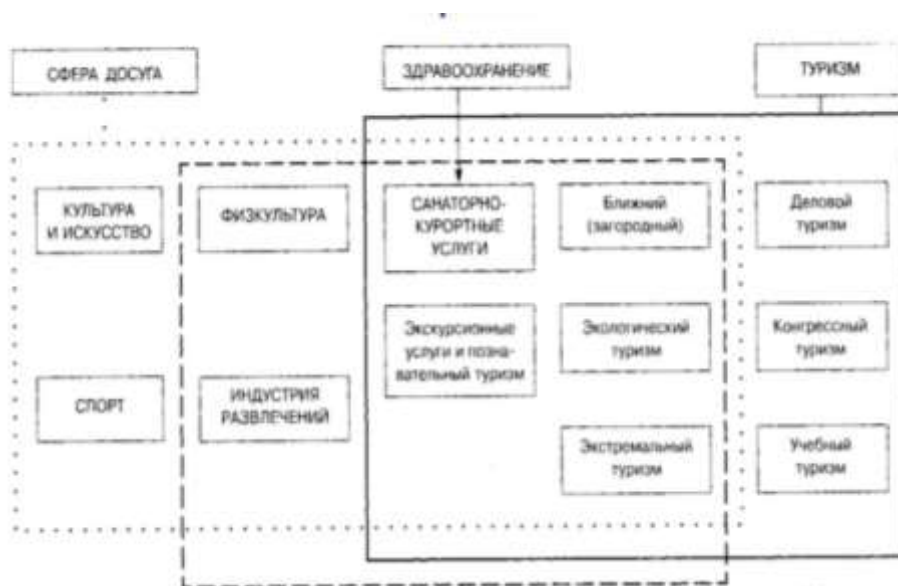 СФЕРА ДОСУГА
ЗДРАВООХРАНЕНИЕ
ТУРИЗМ
КУЛЬТУРА
И ИСКУССТВО
ФИЗКУЛЬТУРА
САНАТОРНО-
КУРОРТНЫЕ
УСЛУГИ
Ближний
(загородный)
Деловой
туризм
Экскурсионные
услуги и позна-
вательный туризм
Экологический
туризм
Конгрессный
туризм
СПОРТ
ИНДУСТРИЯ
РАЗВЛЕЧЕНИЙ
Экстремальный
туризм
Учебный
туризм